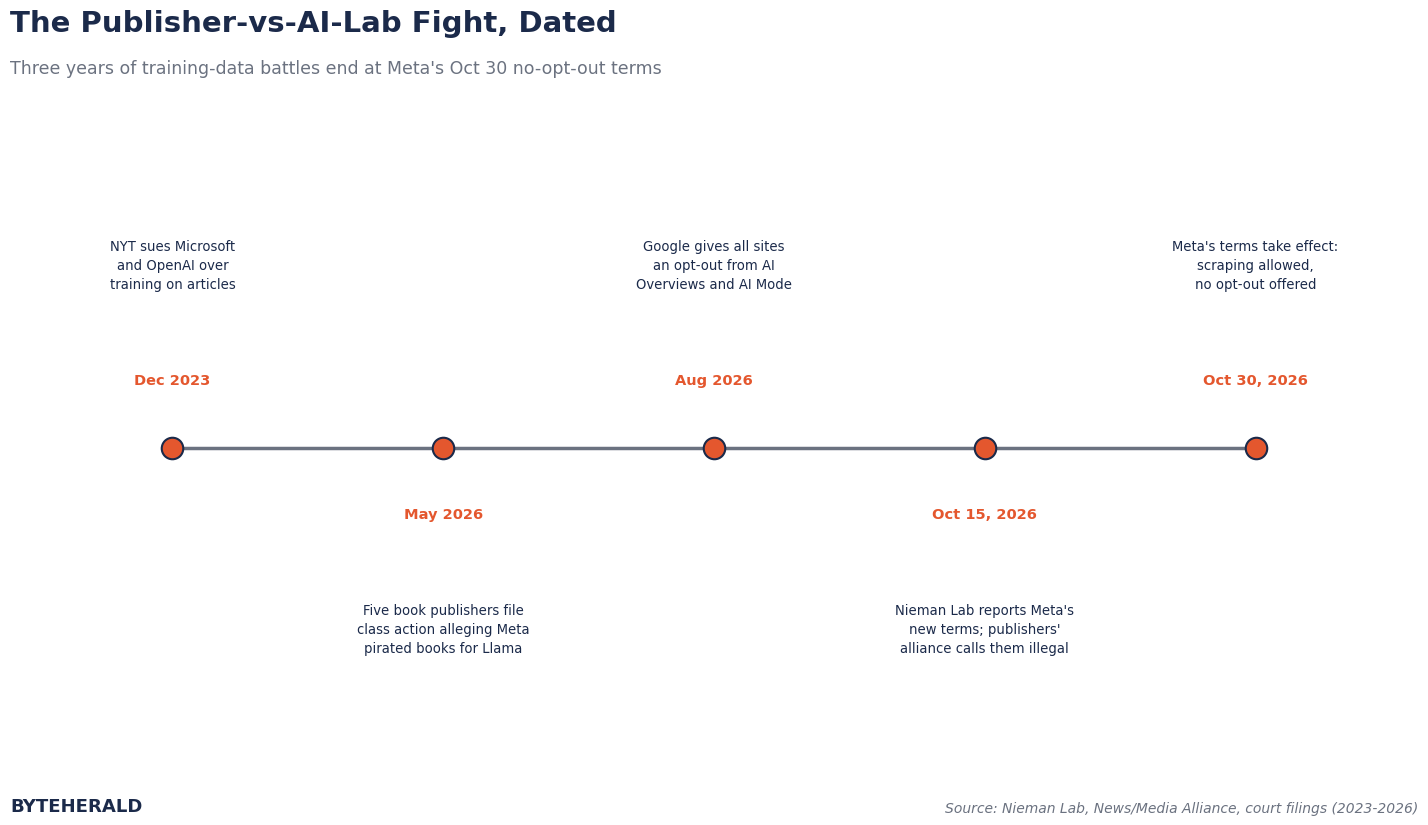 The Publisher-vs-AI-Lab Fight, Dated
Three years of training-data battles end at Meta's Oct 30 no-opt-out terms
NYT sues Microsoft
and OpenAI over
training on articles
Dec 2023
May 2026
Five book publishers file
class action alleging Meta
pirated books for Llama
Google gives all sites
an opt-out from AI
Overviews and AI Mode
Aug 2026
Oct 15, 2026
Nieman Lab reports Meta's
new terms; publishers'
alliance calls them illegal
Meta's terms take effect:
scraping allowed,
no opt-out offered
Oct 30, 2026
BYTEHERALD
Source: Nieman Lab, News/Media Alliance, court filings (2023-2026)